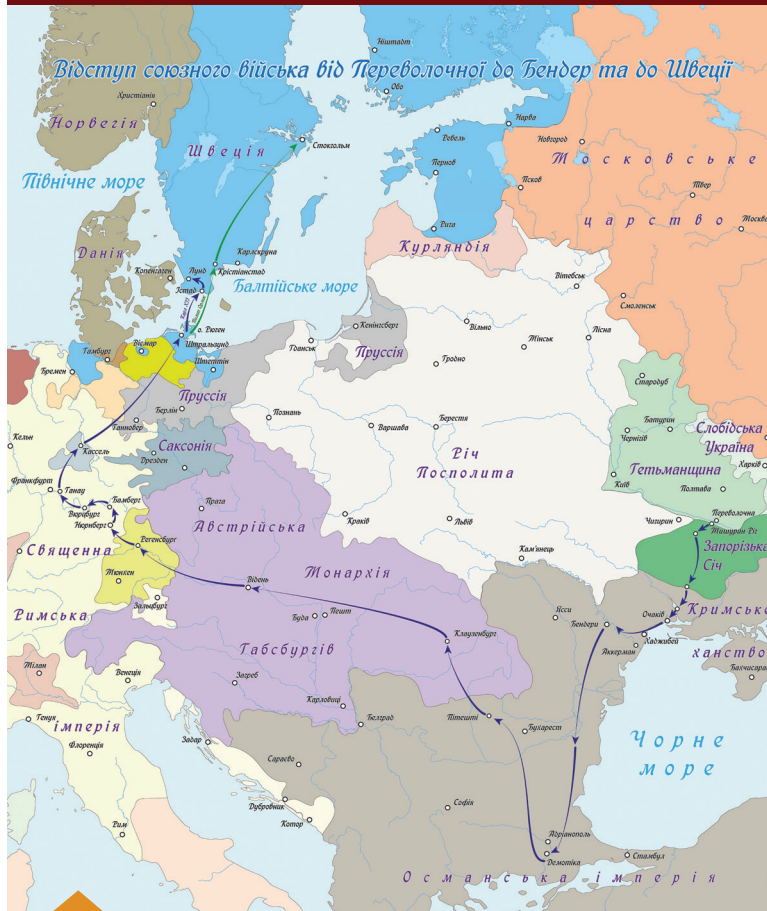 Ніштадт
Відступ союзного війська від Переволочної до Бендер та до Швеції
Або
Християнія
Норвегія
Швеція
Стокгольм
Ревель
Нарва
Новгород
Московське
Пернов
Псков
Твер
Північне море
царство
Москва
Рига
Курляндія
Данія
Карлскруна
Копенгаген
Лунд
Крістіанстад
Істад
Балтійське море
Вітебськ
Смоленськ
о. Рюген
Кенігсберг
Вільно
Лісна
Штральзунд
Гданськ
Мінськ
Вісмар
Гамбург
Пруссія
Гродно
Штеттін
Бремен
Стародуб
Пруссія
Берлін
Познань
Ганновер
Варшава
Берестя
Батурин
Чернігів
Слобідська
Україна
Кельн
Кассель
Саксонія
Дрезден
Річ
Посполита
Гетьманщина
Харків
Київ
Полтава
Франкфурт
Ганау
Бамберг
Прага
Вюрцбург
Нюрнберг
Австрійська
Краків
Львів
Чигирин
Переволочна
Мишурин Ріг
Регенсбург
Запорізька
Січ
Священна
Кам'янець
Монархія
Мюнхен
Відень
Зальцбург
Ясси
Очаків
Кримське
Римська
Буда
Пешт
Бендери
Клаузенбург
Хаджибей
Габсбургів
Аккерман
ханство
Мілан
Венеція
Загреб
Бахчисарай
Карловиці
Генуя
імперія
Белград
Пітешті
Бухарест
Чорне
море
Флоренція
Задар
Сараєво
Дубровник
Софія
Котор
Рим
Адріанополь
Демотіка
Стамбул
Османська імперія